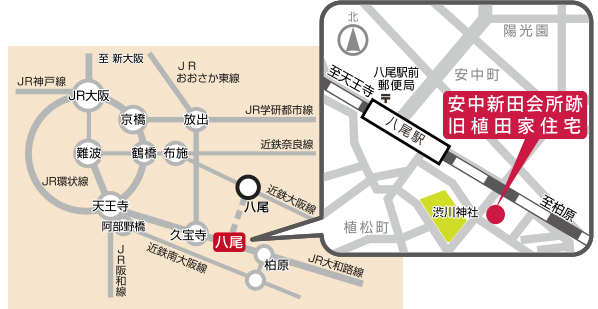 至 新大阪
JR
おおさか東線
JR神戸線
JR大阪
京橋
放出
JR学研都市線
難波
鶴橋
布施
近鉄奈良線
JR環状線
八尾
近鉄大阪線
天王寺
阿部野橋
久宝寺
八尾
JR阪和線
近鉄南大阪線
柏原
JR大和路線
北
陽光園
至天王寺
八尾駅前
郵便局
安中町
安中新田会所跡
旧植田家住宅
八尾駅
至柏原
渋川神社
植松町